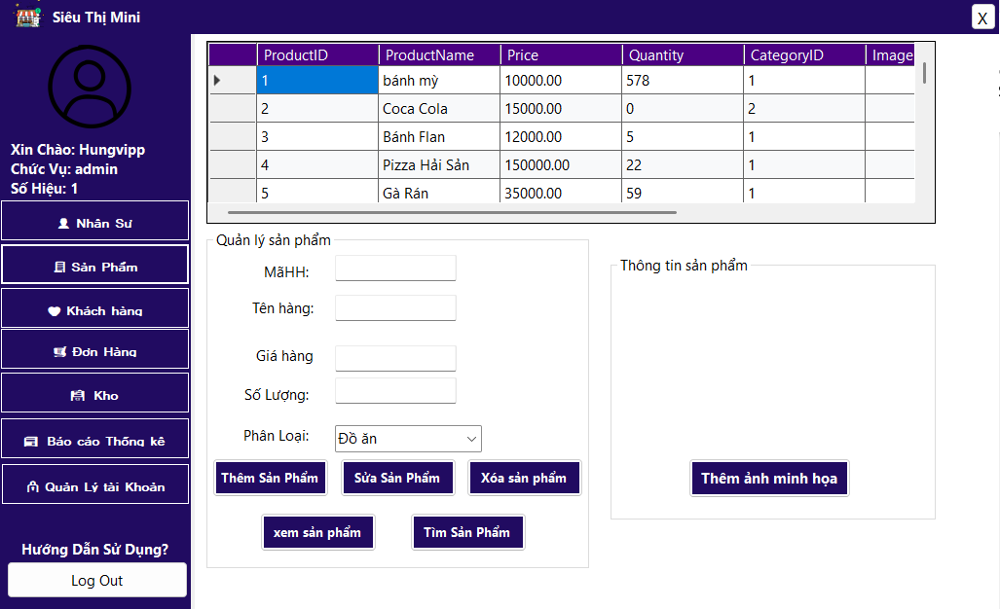 Siêu Thị Mini
X
Xin Chào: Hungvipp
Chức Vụ: admin
Số Hiệu: 1
Nhân Sự
Sản Phẩm
Khách hàng
Đơn Hàng
Kho
Báo cáo Thống kê
Quản Lý tài Khoản
Hướng Dẫn Sử Dụng?
Log Out
ProductID ProductName Price Quantity CategoryID Image
1 bánh mỳ 10000.00 578 1
2 Coca Cola 15000.00 0 2
3 Bánh Flan 12000.00 5 1
4 Pizza Hải Sản 150000.00 22 1
5 Gà Rán 35000.00 59 1
Quản lý sản phẩm
MãHH:
Tên hàng:
Giá hàng
Số Lượng:
Phân Loại: Đồ ăn
Thêm Sản Phẩm Sửa Sản Phẩm Xóa sản phẩm
xem sản phẩm Tìm Sản Phẩm
Thông tin sản phẩm
Thêm ảnh minh họa